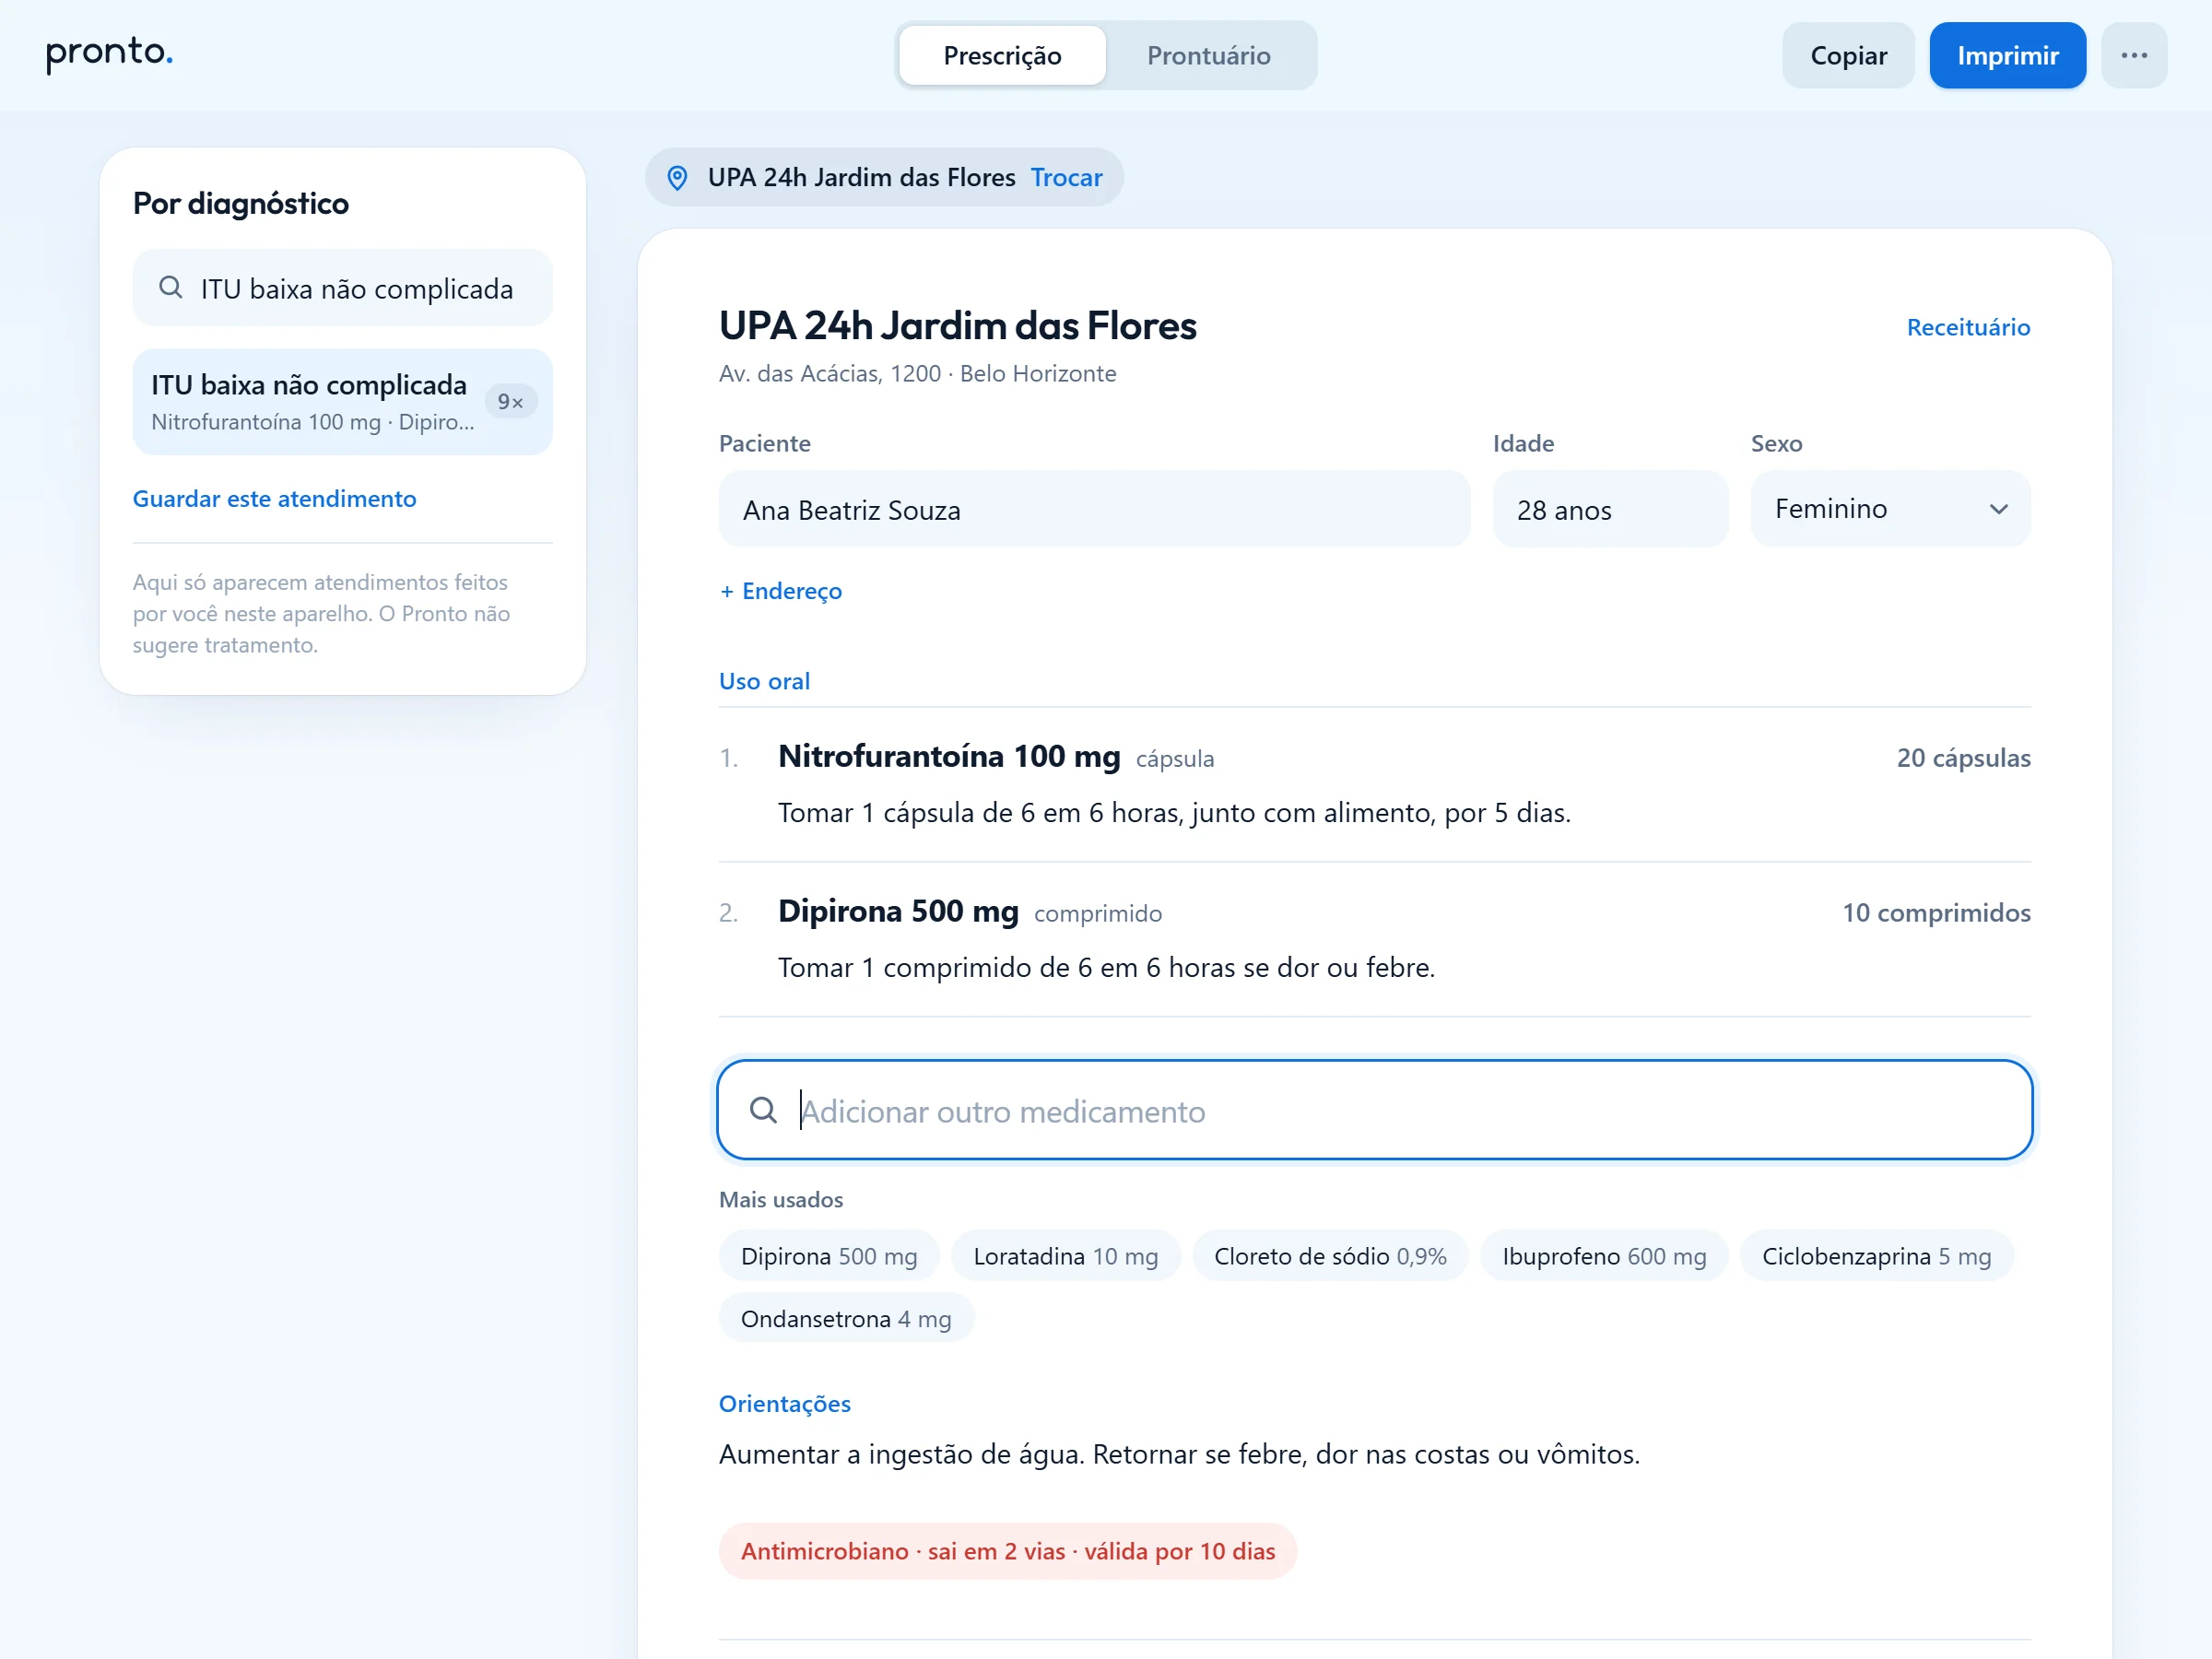 pronto.
Prescrição
Prontuário
Copiar
Imprimir
Por diagnóstico
ITU baixa não complicada
ITU baixa não complicada
Nitrofurantoína 100 mg · Dipiro...
9×
Guardar este atendimento
Aqui só aparecem atendimentos feitos
por você neste aparelho. O Pronto não
sugere tratamento.
UPA 24h Jardim das Flores Trocar
UPA 24h Jardim das Flores
Receituário
Av. das Acácias, 1200 · Belo Horizonte
Paciente
Idade
Sexo
Ana Beatriz Souza
28 anos
Feminino
+ Endereço
Uso oral
1. Nitrofurantoína 100 mg cápsula 20 cápsulas
Tomar 1 cápsula de 6 em 6 horas, junto com alimento, por 5 dias.
2. Dipirona 500 mg comprimido 10 comprimidos
Tomar 1 comprimido de 6 em 6 horas se dor ou febre.
Adicionar outro medicamento
Mais usados
Dipirona 500 mg
Loratadina 10 mg
Cloreto de sódio 0,9%
Ibuprofeno 600 mg
Ciclobenzaprina 5 mg
Ondansetrona 4 mg
Orientações
Aumentar a ingestão de água. Retornar se febre, dor nas costas ou vômitos.
Antimicrobiano · sai em 2 vias · válida por 10 dias